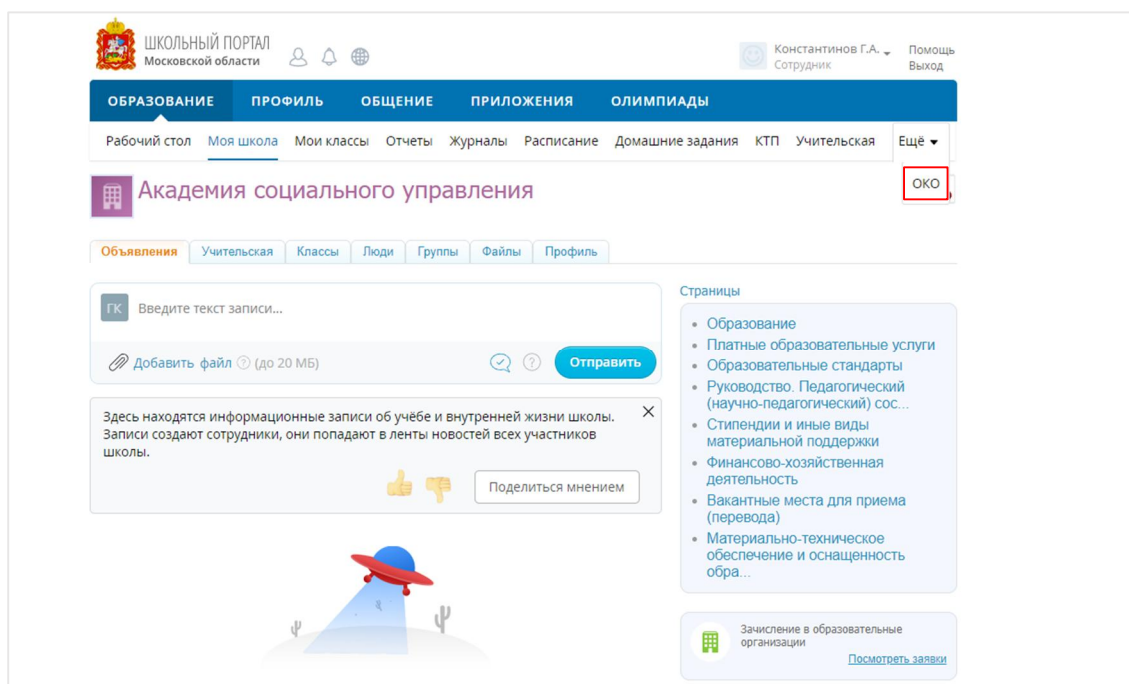 ШКОЛЬНЫЙ ПОРТАЛ
Московской области
Константинов Г.А.
Сотрудник
Помощь
Выход
ОБРАЗОВАНИЕ ПРОФИЛЬ ОБЩЕНИЕ ПРИЛОЖЕНИЯ ОЛИМПИАДЫ
Рабочий стол Моя школа Мои классы Отчеты Журналы Расписание Домашние задания КТП Учительская Ещё
ОКО
Академия социального управления
Объявления Учительская Классы Люди Группы Файлы Профиль
ГК Введите текст записи...
Добавить файл ? (до 20 МБ) ? Отправить
Здесь находятся информационные записи об учёбе и внутренней жизни школы.
Записи создают сотрудники, они попадают в ленты новостей всех участников
школы.
Поделиться мнением
Страницы
Образование
Платные образовательные услуги
Образовательные стандарты
Руководство. Педагогический
(научно-педагогический) сос...
Стипендии и иные виды
материальной поддержки
Финансово-хозяйственная
деятельность
Вакантные места для приема
(перевода)
Материально-техническое
обеспечение и оснащенность
обра...
Зачисление в образовательные
организации
Посмотреть заявки